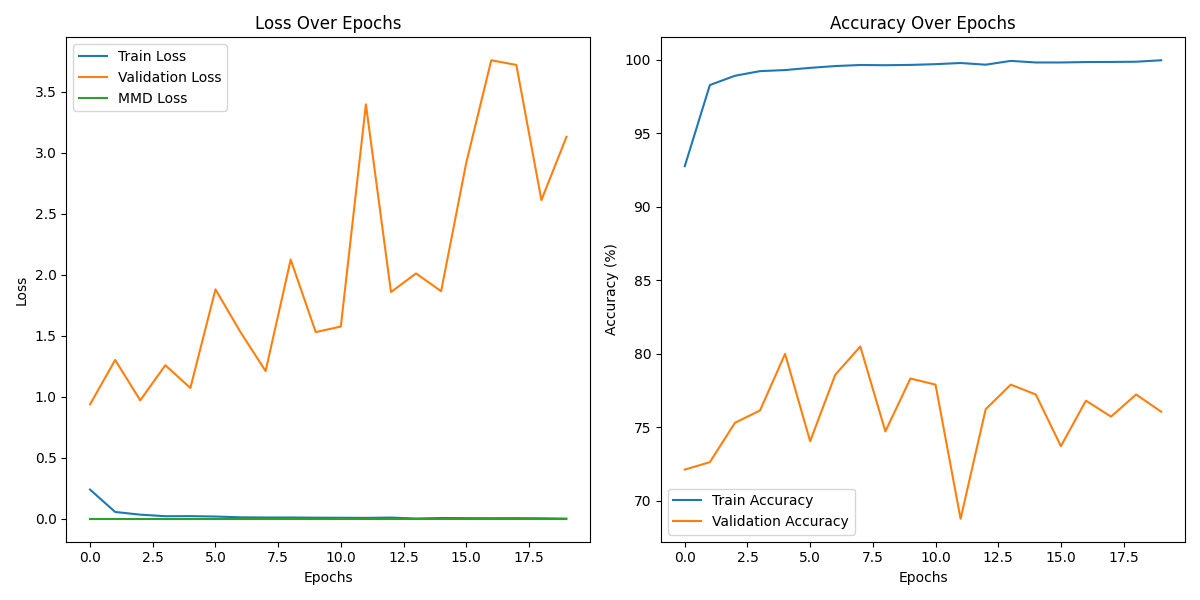 Loss Over Epochs
Train Loss
Validation Loss
MMD Loss
3.5
3.0
2.5
2.0
1.5
1.0
0.5
0.0
Loss
0.0 2.5 5.0 7.5 10.0 12.5 15.0 17.5
Epochs
Accuracy Over Epochs
100
95
90
85
80
75
70
Accuracy (%)
Train Accuracy
Validation Accuracy
0.0 2.5 5.0 7.5 10.0 12.5 15.0 17.5
Epochs